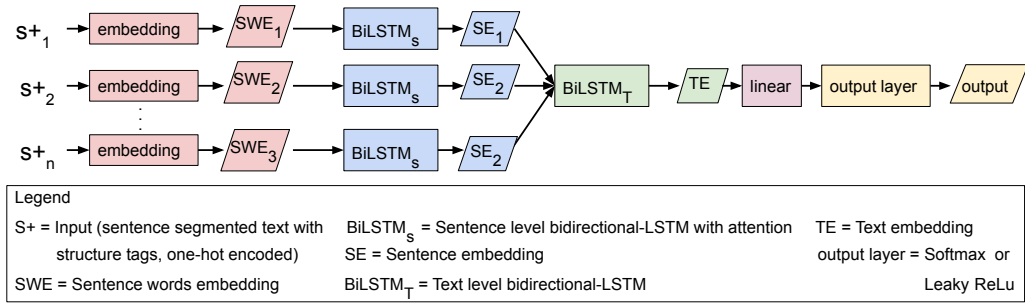 s+₁ embedding SWE₁ BiLSTMₛ SE₁
s+₂ embedding SWE₂ BiLSTMₛ SE₂ BiLSTM_T TE linear output layer output
s+ₙ embedding SWE₃ BiLSTMₛ SE₂
Legend
S+ = Input (sentence segmented text with BiLSTMₛ = Sentence level bidirectional-LSTM with attention TE = Text embedding
structure tags, one-hot encoded) SE = Sentence embedding output layer = Softmax or
SWE = Sentence words embedding BiLSTM_T = Text level bidirectional-LSTM Leaky ReLu